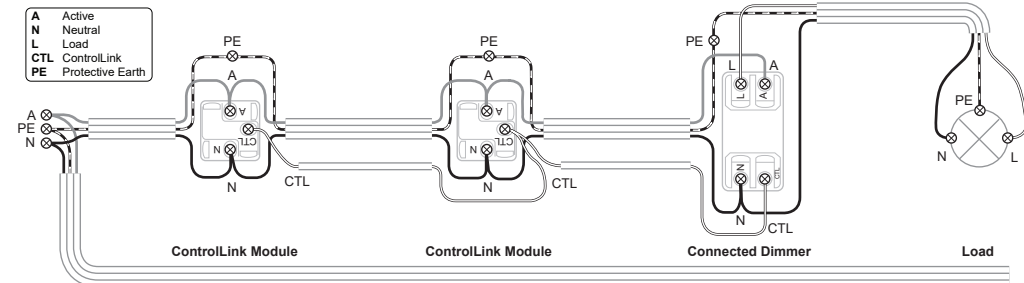 A Active
N Neutral
L Load
CTL ControlLink
PE Protective Earth
A
PE
N
PE
A
A
CTL
N
N
CTL
PE
A
A
CTL
N
N
CTL
PE
L
A
L
A
N
CTL
N
CTL
PE
N
L
ControlLink Module
ControlLink Module
Connected Dimmer
Load